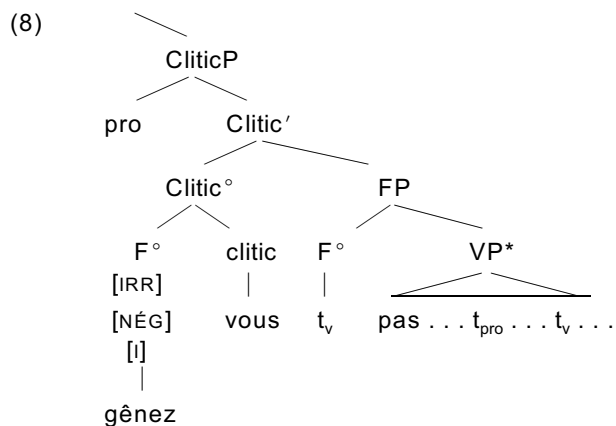 (8)
CliticP
pro Clitic′
Clitic° FP
F° clitic F° VP*
[IRR]
[NÉG] vous t_v pas . . . t_pro . . . t_v . . .
[I]
gênez